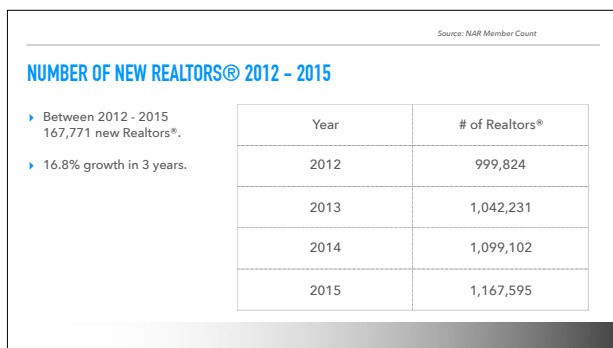 Source: NAR Member Count
NUMBER OF NEW REALTORS® 2012 – 2015
Between 2012 - 2015
167,771 new Realtors®.
16.8% growth in 3 years.
Year # of Realtors®
2012 999,824
2013 1,042,231
2014 1,099,102
2015 1,167,595